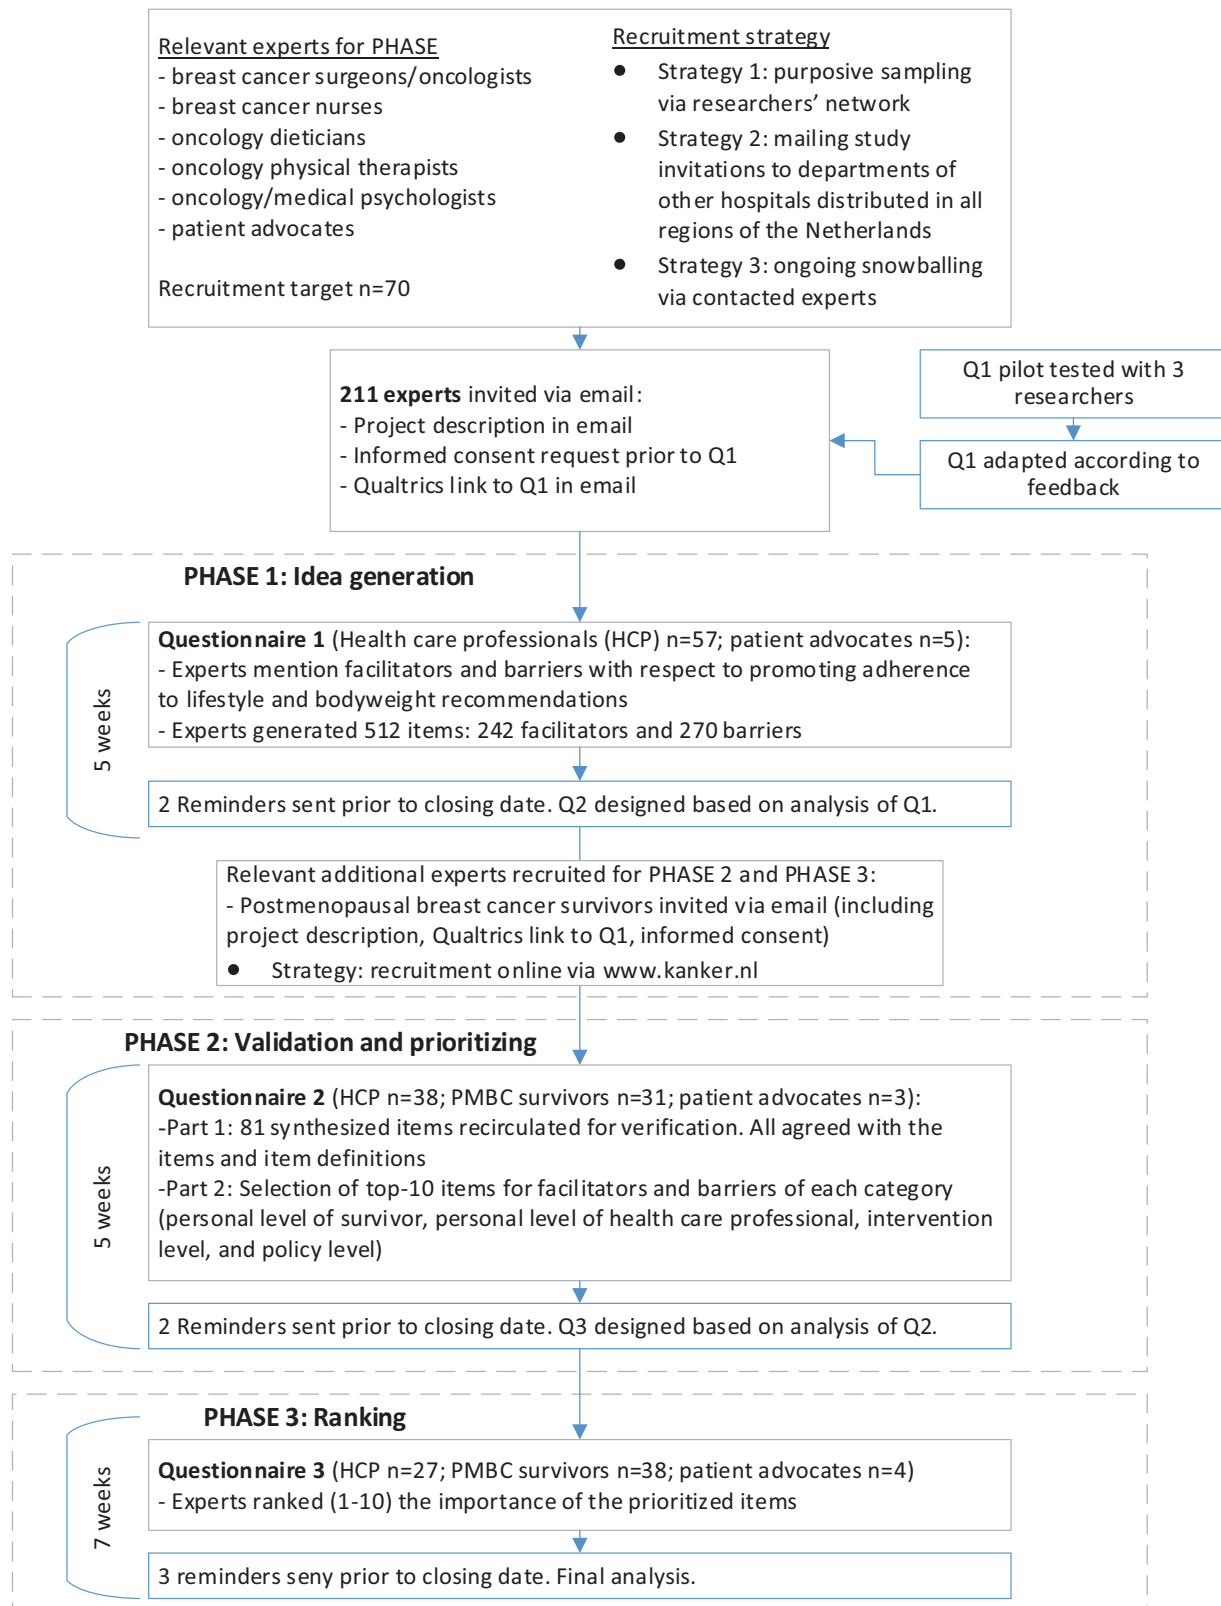 Relevant experts for PHASE
- breast cancer surgeons/oncologists
- breast cancer nurses
- oncology dieticians
- oncology physical therapists
- oncology/medical psychologists
- patient advocates
Recruitment target n=70
Recruitment strategy
● Strategy 1: purposive sampling
via researchers’ network
● Strategy 2: mailing study
invitations to departments of
other hospitals distributed in all
regions of the Netherlands
● Strategy 3: ongoing snowballing
via contacted experts
211 experts invited via email:
- Project description in email
- Informed consent request prior to Q1
- Qualtrics link to Q1 in email
Q1 pilot tested with 3
researchers
Q1 adapted according to
feedback
PHASE 1: Idea generation
5 weeks
Questionnaire 1 (Health care professionals (HCP) n=57; patient advocates n=5):
- Experts mention facilitators and barriers with respect to promoting adherence
to lifestyle and bodyweight recommendations
- Experts generated 512 items: 242 facilitators and 270 barriers
2 Reminders sent prior to closing date. Q2 designed based on analysis of Q1.
Relevant additional experts recruited for PHASE 2 and PHASE 3:
- Postmenopausal breast cancer survivors invited via email (including
project description, Qualtrics link to Q1, informed consent)
● Strategy: recruitment online via www.kanker.nl
PHASE 2: Validation and prioritizing
5 weeks
Questionnaire 2 (HCP n=38; PMBC survivors n=31; patient advocates n=3):
-Part 1: 81 synthesized items recirculated for verification. All agreed with the
items and item definitions
-Part 2: Selection of top-10 items for facilitators and barriers of each category
(personal level of survivor, personal level of health care professional, intervention
level, and policy level)
2 Reminders sent prior to closing date. Q3 designed based on analysis of Q2.
PHASE 3: Ranking
7 weeks
Questionnaire 3 (HCP n=27; PMBC survivors n=38; patient advocates n=4)
- Experts ranked (1-10) the importance of the prioritized items
3 reminders seny prior to closing date. Final analysis.